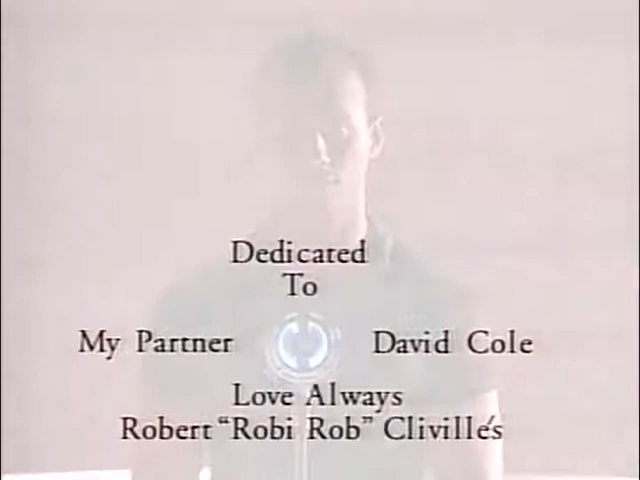 Dedicated
To
My Partner David Cole
Love Always
Robert "Robi Rob" Clivillés